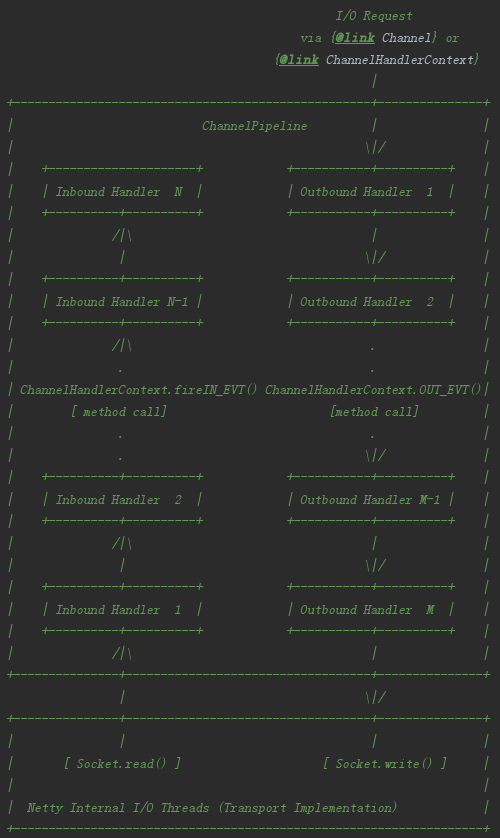 I/O Request
via {@link Channel} or
{@link ChannelHandlerContext}
|
+---------------------------------------------------+---------------+
|                           ChannelPipeline         |               |
|                                                  \|/              |
|    +---------------------+            +-----------+----------+    |
|    | Inbound Handler  N  |            | Outbound Handler  1  |    |
|    +----------+----------+            +-----------+----------+    |
|              /|\                                  |               |
|               |                                  \|/              |
|    +----------+----------+            +-----------+----------+    |
|    | Inbound Handler N-1 |            | Outbound Handler  2  |    |
|    +----------+----------+            +-----------+----------+    |
|              /|\                                  .               |
|               .                                   .               |
| ChannelHandlerContext.fireIN_EVT() ChannelHandlerContext.OUT_EVT()|
|        [ method call]                       [method call]         |
|               .                                   .               |
|               .                                  \|/              |
|    +----------+----------+            +-----------+----------+    |
|    | Inbound Handler  2  |            | Outbound Handler M-1 |    |
|    +----------+----------+            +-----------+----------+    |
|              /|\                                  |               |
|               |                                  \|/              |
|    +----------+----------+            +-----------+----------+    |
|    | Inbound Handler  1  |            | Outbound Handler  M  |    |
|    +----------+----------+            +-----------+----------+    |
|              /|\                                  |               |
+---------------+-----------------------------------+---------------+
|                                  \|/
+---------------+-----------------------------------+---------------+
|               |                                   |               |
|       [ Socket.read() ]                    [ Socket.write() ]     |
|                                                                   |
|  Netty Internal I/O Threads (Transport Implementation)            |
+-------------------------------------------------------------------+